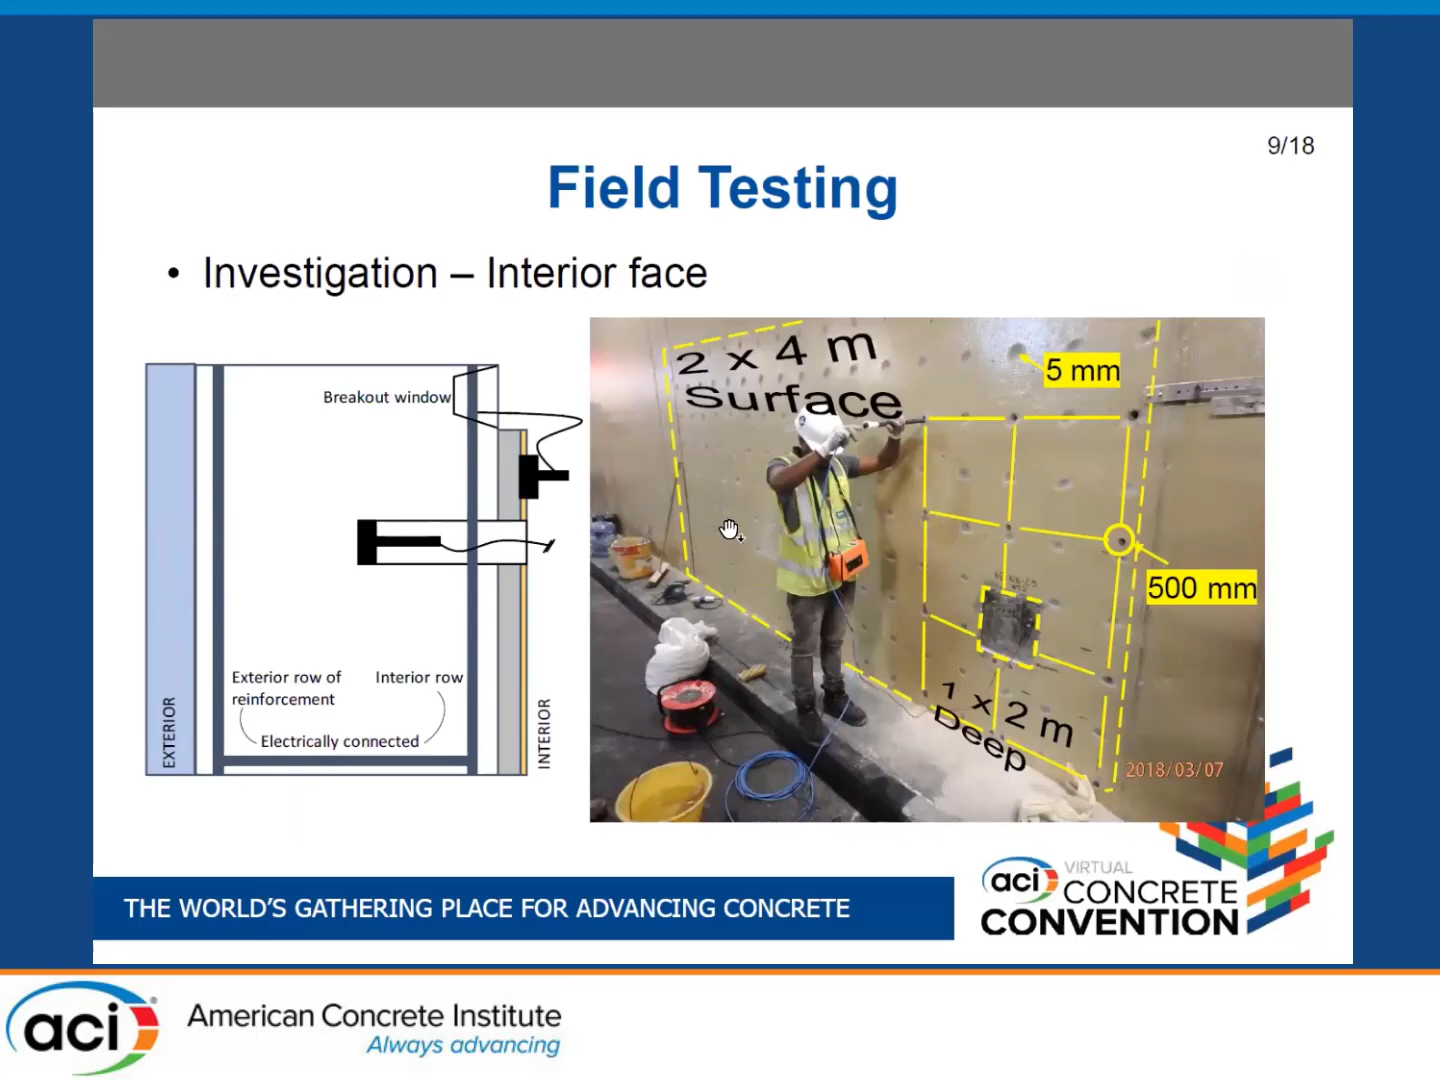 9/18
Field Testing
• Investigation – Interior face
Breakout window
Exterior row of
reinforcement
Interior row
Electrically connected
EXTERIOR
INTERIOR
2 x 4 m
Surface
5 mm
500 mm
1 x 2 m
Deep
2018/03/07
THE WORLD'S GATHERING PLACE FOR ADVANCING CONCRETE
aci VIRTUAL
CONCRETE
CONVENTION
aci
American Concrete Institute
Always advancing